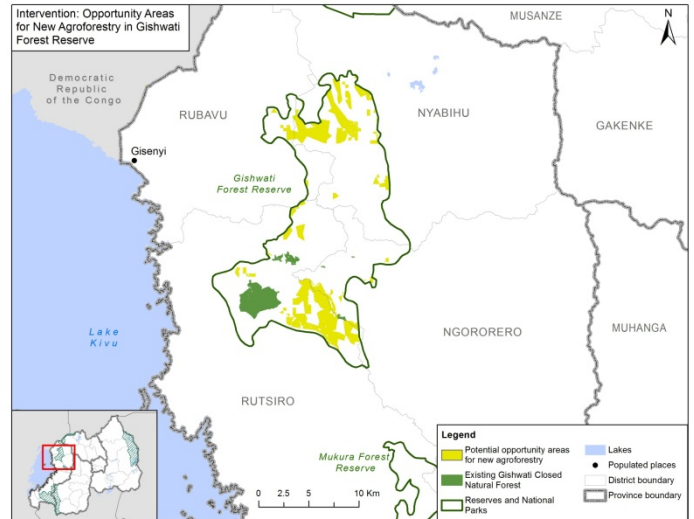 Intervention: Opportunity Areas
for New Agroforestry in Gishwati
Forest Reserve
MUSANZE
N
Democratic
Republic
of the Congo
RUBAVU
NYABIHU
GAKENKE
Gisenyi
Gishwati
Forest Reserve
Lake
Kivu
NGORORERO
MUHANGA
RUTSIRO
Mukura Forest
Reserve
0 2.5 5 10 Km
Legend
Potential opportunity areas
for new agroforestry
Existing Gishwati Closed
Natural Forest
Reserves and National
Parks
Lakes
Populated places
District boundary
Province boundary